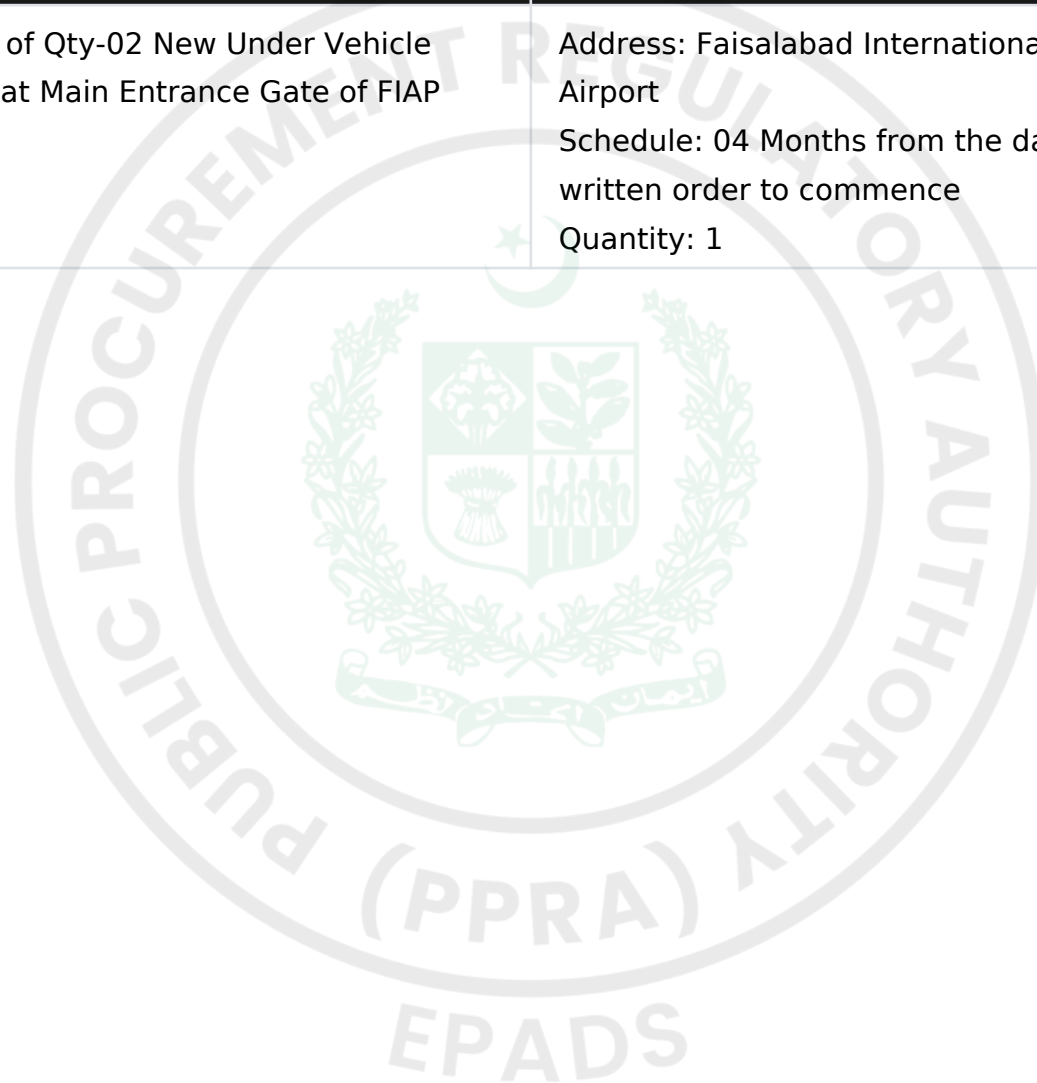 of Qty-02 New Under Vehicle
at Main Entrance Gate of FIAP
Address: Faisalabad Internationa
Airport
Schedule: 04 Months from the da
written order to commence
Quantity: 1
PUBLIC PROCUREMENT REGULATORY AUTHORITY
(PPRA)
EPADS